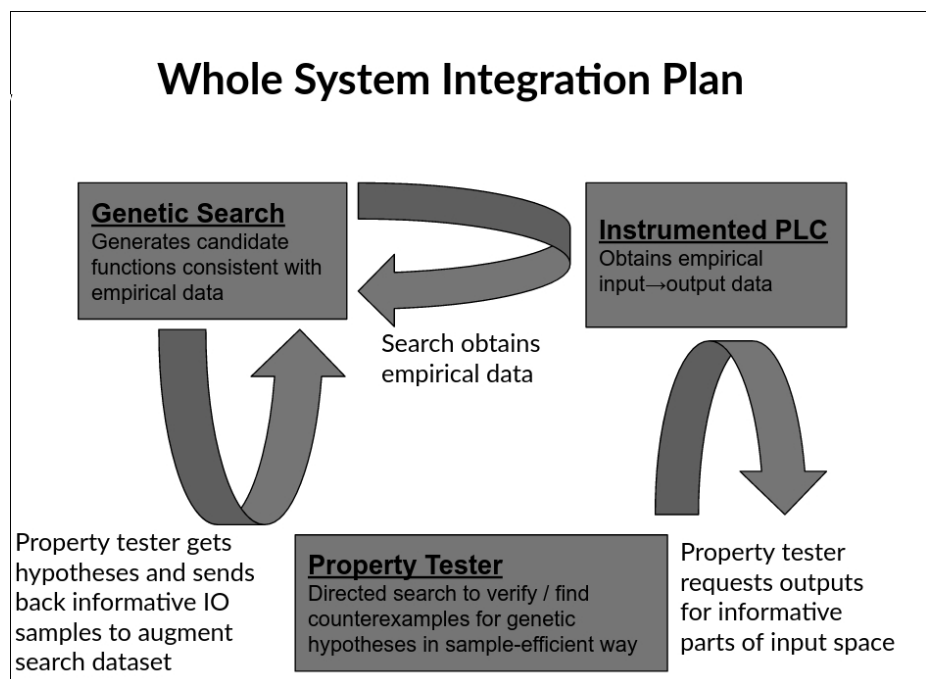 Whole System Integration Plan
Genetic Search
Generates candidate
functions consistent with
empirical data
Instrumented PLC
Obtains empirical
input→output data
Search obtains
empirical data
Property tester gets
hypotheses and sends
back informative IO
samples to augment
search dataset
Property Tester
Directed search to verify / find
counterexamples for genetic
hypotheses in sample-efficient way
Property tester
requests outputs
for informative
parts of input space